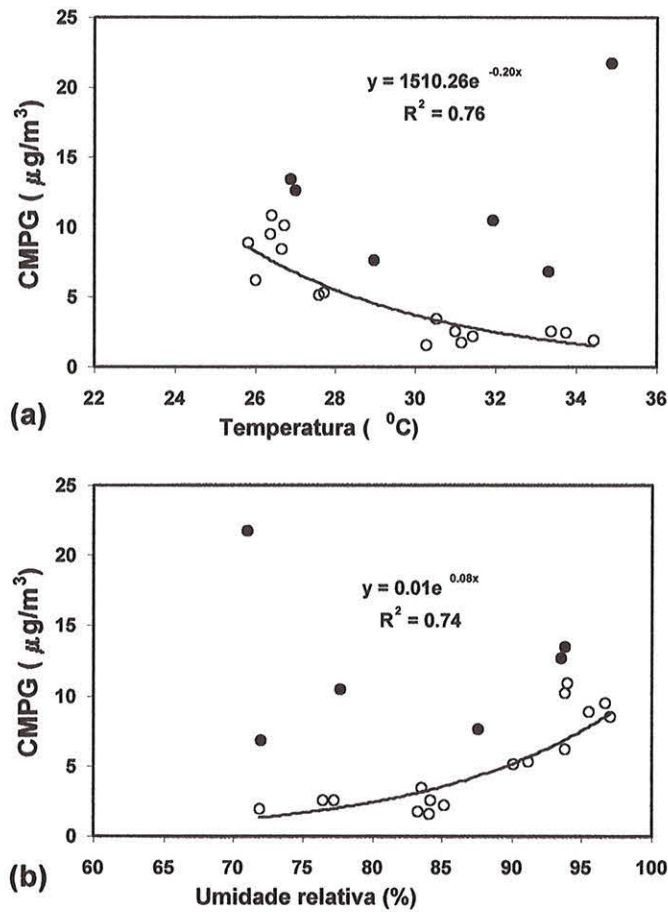 25
20
15
10
5
0
CMPG ( μg/m³)
y = 1510.26e -0.20x
R² = 0.76
22 24 26 28 30 32 34 36
(a)
Temperatura ( ⁰C)
25
20
15
10
5
0
CMPG ( μg/m³)
y = 0.01e 0.08x
R² = 0.74
60 65 70 75 80 85 90 95 100
(b)
Umidade relativa (%)